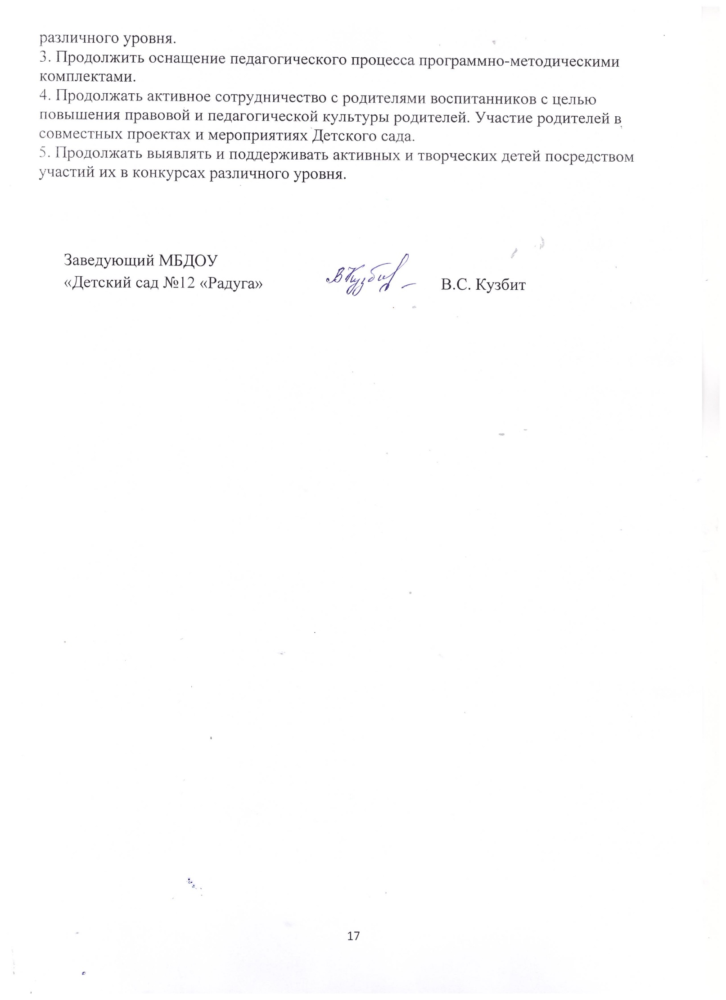 различного уровня.
3. Продолжить оснащение педагогического процесса программно-методическими
комплектами.
4. Продолжать активное сотрудничество с родителями воспитанников с целью
повышения правовой и педагогической культуры родителей. Участие родителей в
совместных проектах и мероприятиях Детского сада.
5. Продолжать выявлять и поддерживать активных и творческих детей посредством
участий их в конкурсах различного уровня.
Заведующий МБДОУ
«Детский сад №12 «Радуга» ВКузбит В.С. Кузбит
17